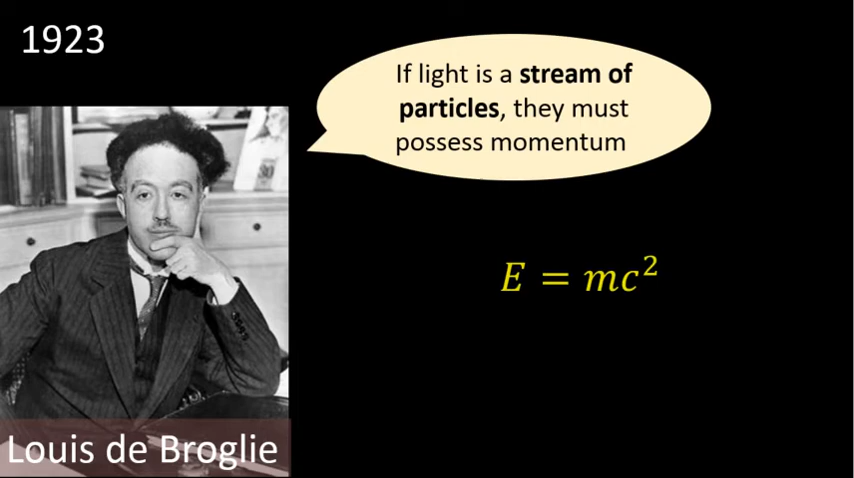 1923
If light is a stream of
particles, they must
possess momentum
E = mc²
Louis de Broglie